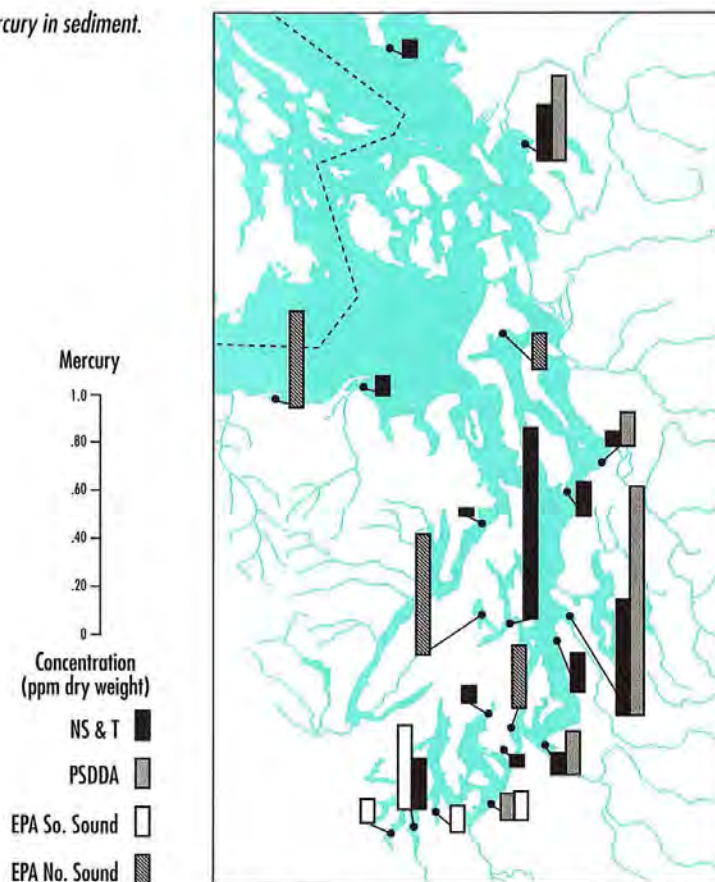 rcury in sediment.
Mercury
1.0
.80
.60
.40
.20
0
Concentration
(ppm dry weight)
NS & T
PSDDA
EPA So. Sound
EPA No. Sound